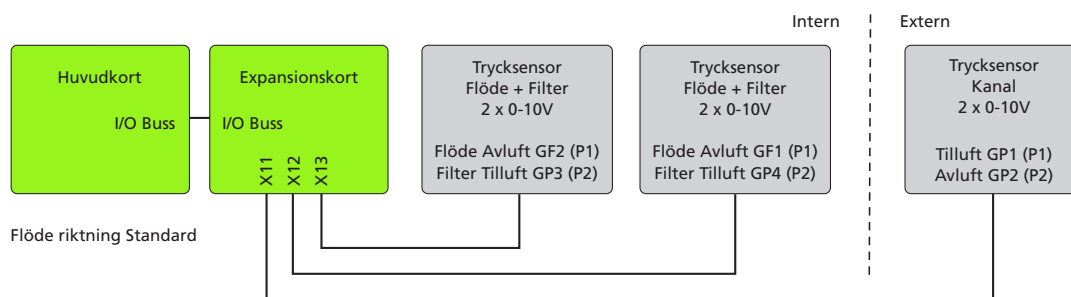 Intern
Extern
Huvudkort
I/O Buss
Expansionskort
I/O Buss
X11
X12
X13
Trycksensor
Flöde + Filter
2 x 0-10V
Flöde Avluft GF2 (P1)
Filter Tilluft GP3 (P2)
Trycksensor
Flöde + Filter
2 x 0-10V
Flöde Avluft GF1 (P1)
Filter Tilluft GP4 (P2)
Trycksensor
Kanal
2 x 0-10V
Tilluft GP1 (P1)
Avluft GP2 (P2)
Flöde riktning Standard